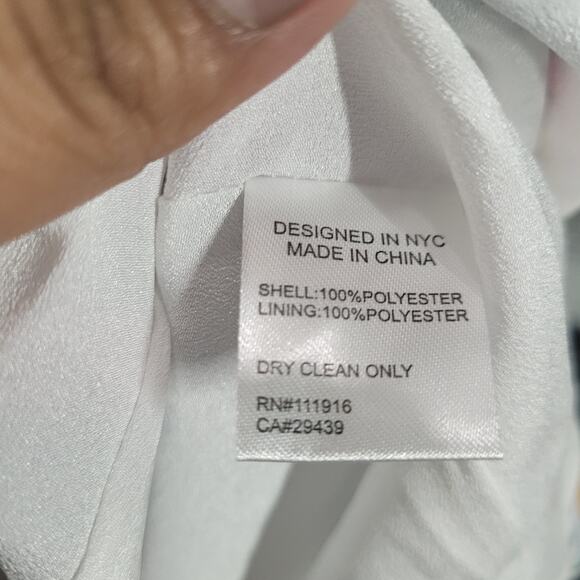 DESIGNED IN NYC
MADE IN CHINA
SHELL:100%POLYESTER
LINING:100%POLYESTER
DRY CLEAN ONLY
RN#111916
CA#29439